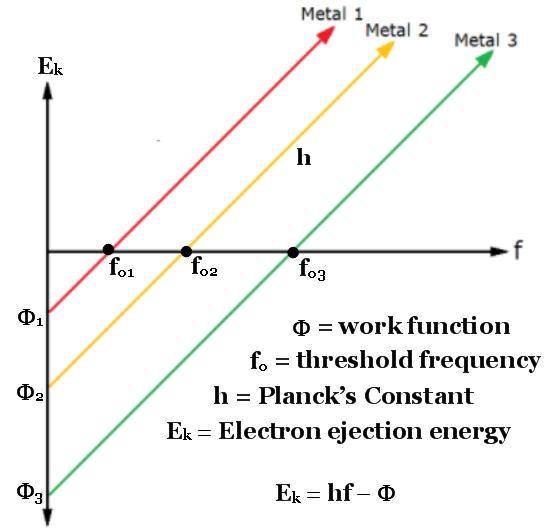 Metal 1
Metal 2
Metal 3
Eₖ
h
f
fₒ₁
fₒ₂
fₒ₃
Φ₁
Φ = work function
fₒ = threshold frequency
Φ₂
h = Planck's Constant
Eₖ = Electron ejection energy
Φ₃
Eₖ = hf – Φ